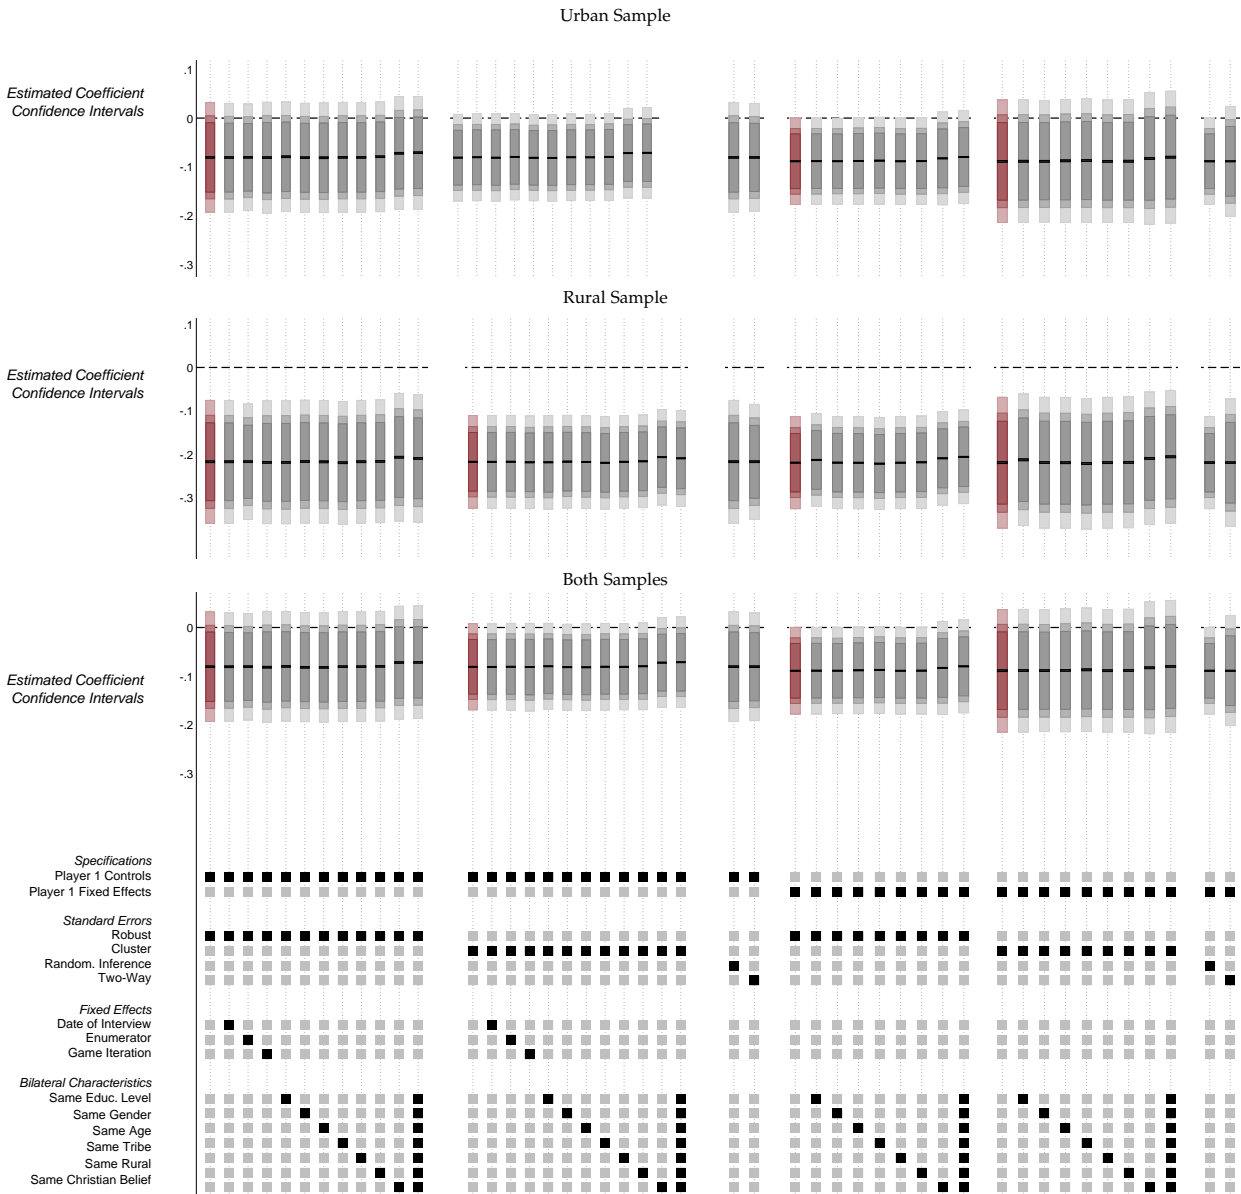 Urban Sample
Estimated Coefficient
Confidence Intervals
.1
0
-.1
-.2
-.3
Rural Sample
Estimated Coefficient
Confidence Intervals
.1
0
-.1
-.2
-.3
Both Samples
Estimated Coefficient
Confidence Intervals
0
-.1
-.2
-.3
Specifications
Player 1 Controls
Player 1 Fixed Effects
Standard Errors
Robust
Cluster
Random. Inference
Two-Way
Fixed Effects
Date of Interview
Enumerator
Game Iteration
Bilateral Characteristics
Same Educ. Level
Same Gender
Same Age
Same Tribe
Same Rural
Same Christian Belief